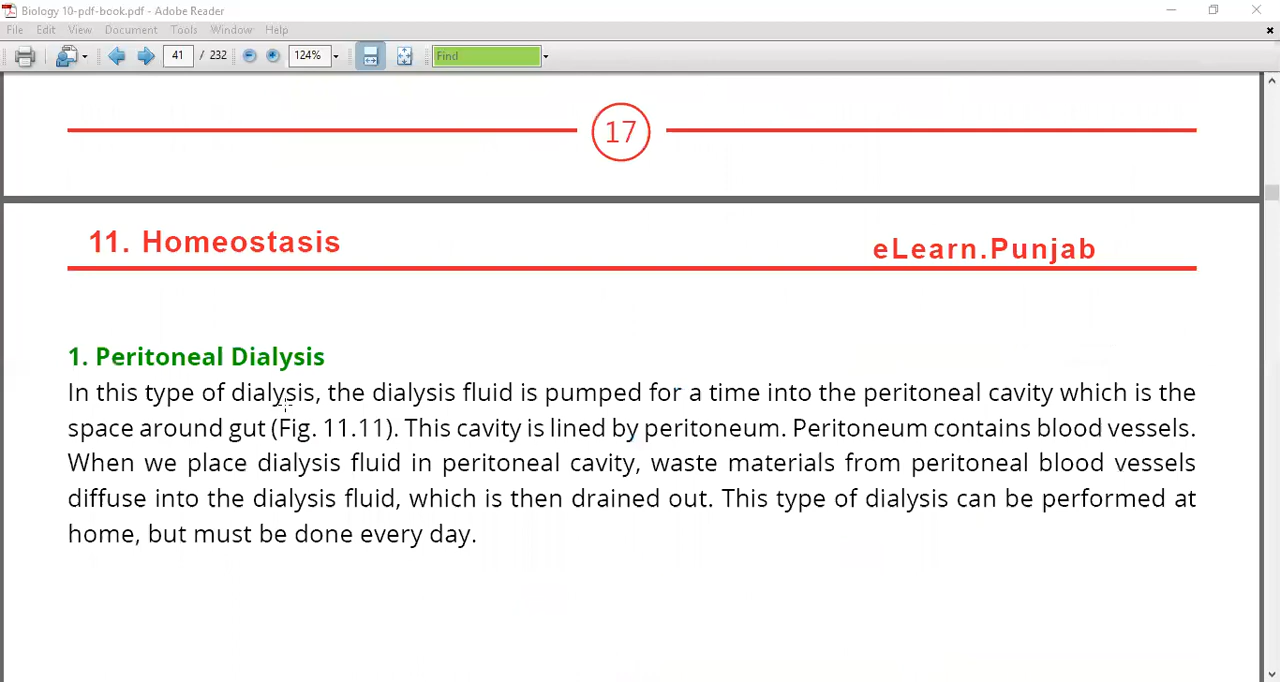 Biology 10-pdf-book.pdf - Adobe Reader
File Edit View Document Tools Window Help
41 / 232 124% Find
17
11. Homeostasis
eLearn.Punjab
1. Peritoneal Dialysis
In this type of dialysis, the dialysis fluid is pumped for a time into the peritoneal cavity which is the
space around gut (Fig. 11.11). This cavity is lined by peritoneum. Peritoneum contains blood vessels.
When we place dialysis fluid in peritoneal cavity, waste materials from peritoneal blood vessels
diffuse into the dialysis fluid, which is then drained out. This type of dialysis can be performed at
home, but must be done every day.